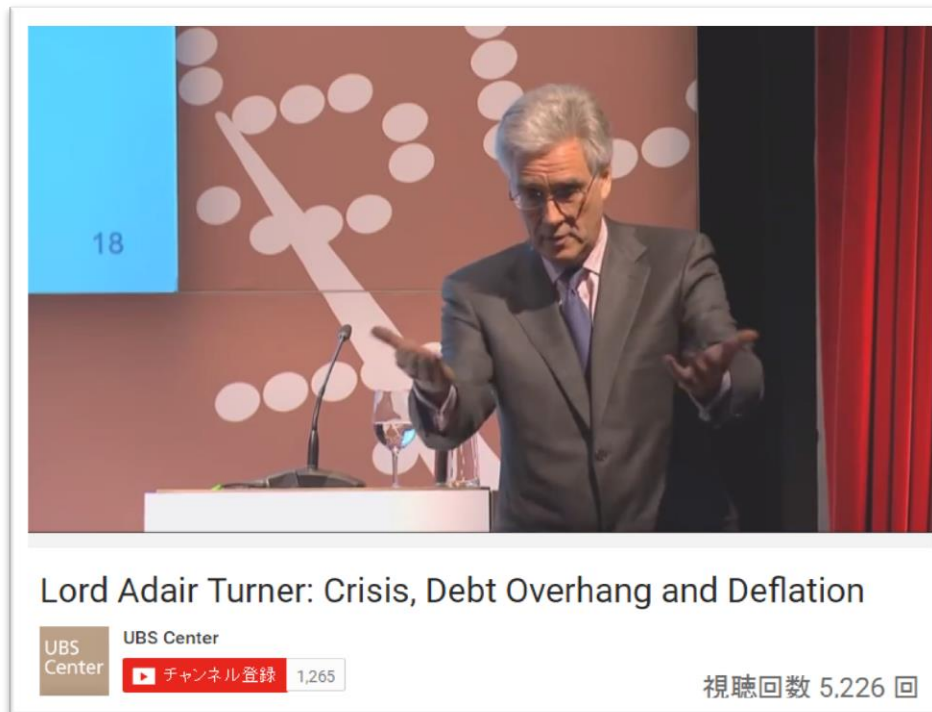 18
Lord Adair Turner: Crisis, Debt Overhang and Deflation
UBS
Center
UBS Center
チャンネル登録 1,265
視聴回数 5,226 回